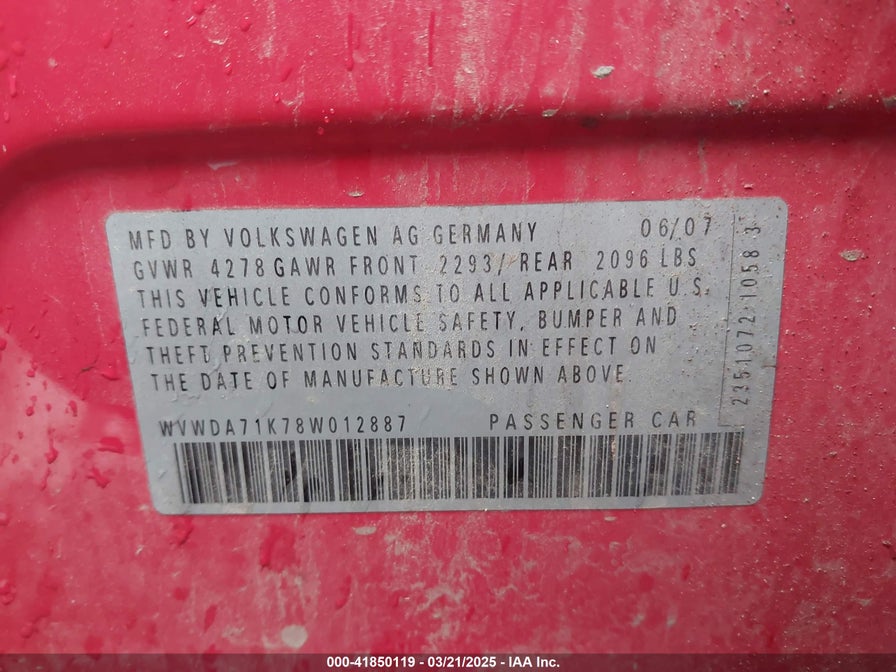 MFD BY VOLKSWAGEN AG GERMANY 06/07
GVWR 4278 GAWR FRONT 2293/ REAR 2096 LBS
THIS VEHICLE CONFORMS TO ALL APPLICABLE U.S.
FEDERAL MOTOR VEHICLE SAFETY, BUMPER AND
THEFT PREVENTION STANDARDS IN EFFECT ON
THE DATE OF MANUFACTURE SHOWN ABOVE.
WVWDA71K78W012887 PASSENGER CAR
2351072 1058 3
000-41850119 — 03/21/2025 — IAA Inc.